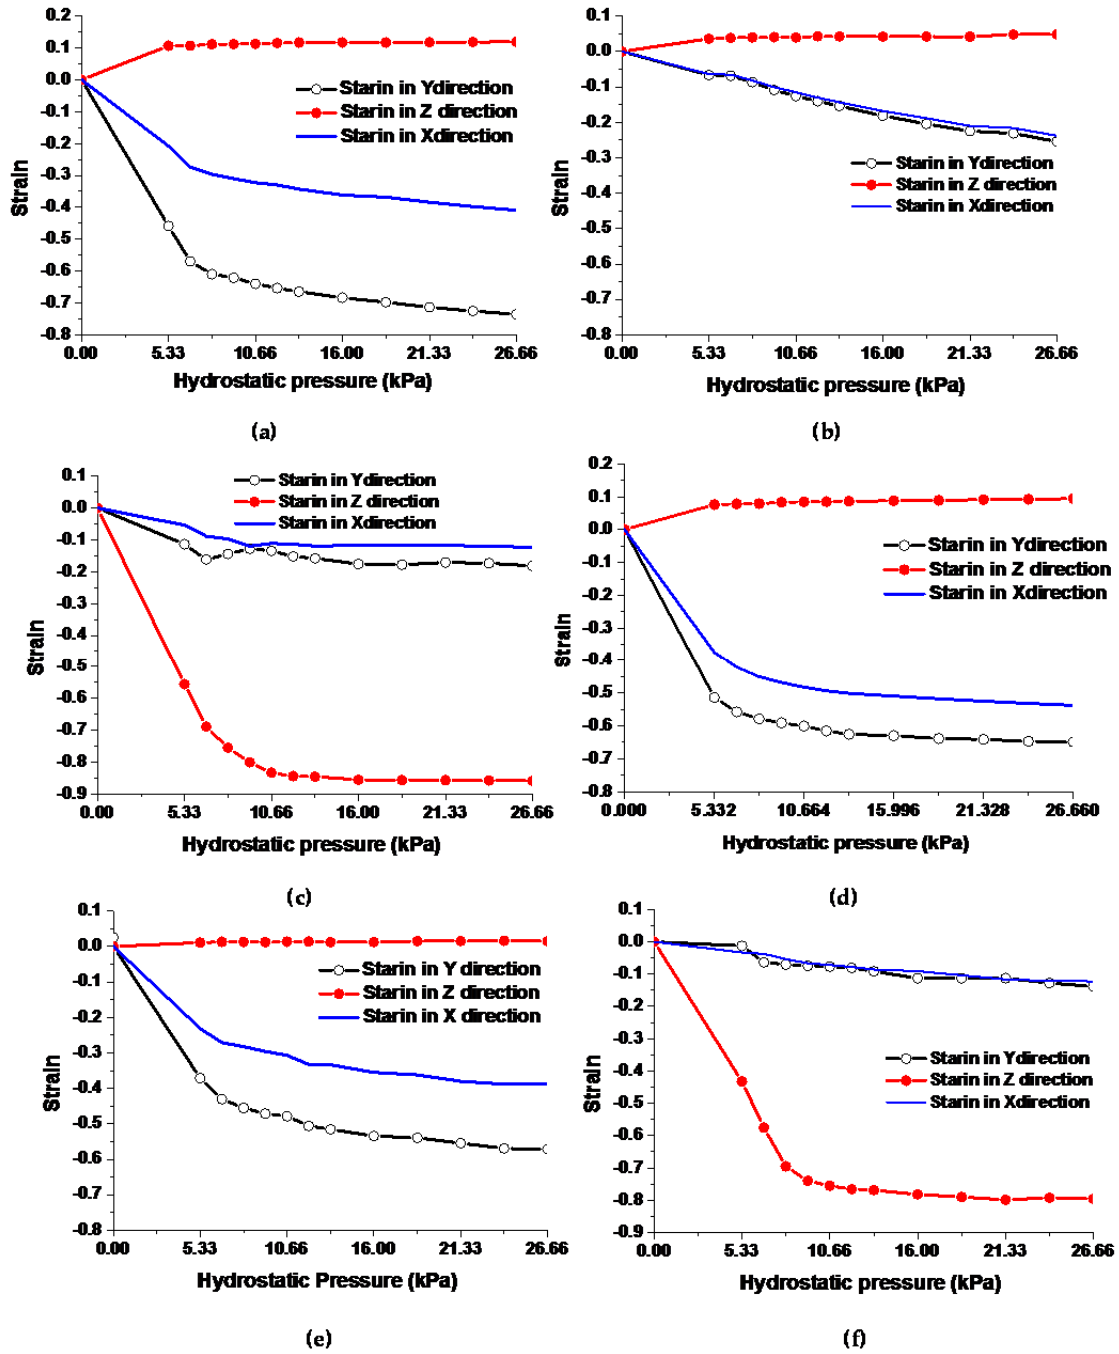 0.2
0.1
0.0
-0.1
-0.2
-0.3
-0.4
-0.5
-0.6
-0.7
-0.8
Strain
Starin in Ydirection
Starin in Z direction
Starin in Xdirection
0.00 5.33 10.66 16.00 21.33 26.66
Hydrostatic pressure (kPa)
(a)
0.1
0.0
-0.1
-0.2
-0.3
-0.4
-0.5
-0.6
-0.7
-0.8
Strain
Starin in Ydirection
Starin in Z direction
Starin in Xdirection
0.00 5.33 10.66 16.00 21.33 26.66
Hydrostatic pressure (kPa)
(b)
0.1
0.0
-0.1
-0.2
-0.3
-0.4
-0.5
-0.6
-0.7
-0.8
-0.9
Strain
Starin in Ydirection
Starin in Z direction
Starin in Xdirection
0.00 5.33 10.66 16.00 21.33 26.66
Hydrostatic pressure (kPa)
(c)
0.2
0.1
0.0
-0.1
-0.2
-0.3
-0.4
-0.5
-0.6
-0.7
-0.8
Strain
Starin in Ydirection
Starin in Z direction
Starin in Xdirection
0.000 5.332 10.664 15.996 21.328 26.660
Hydrostatic pressure (kPa)
(d)
0.1
0.0
-0.1
-0.2
-0.3
-0.4
-0.5
-0.6
-0.7
-0.8
Strain
Starin in Y direction
Starin in Z direction
Starin in X direction
0.00 5.33 10.66 16.00 21.33 26.66
Hydrostatic Pressure (kPa)
(e)
0.1
0.0
-0.1
-0.2
-0.3
-0.4
-0.5
-0.6
-0.7
-0.8
-0.9
Strain
Starin in Ydirection
Starin in Z direction
Starin in Xdirection
0.00 5.33 10.66 16.00 21.33 26.66
Hydrostatic pressure (kPa)
(f)